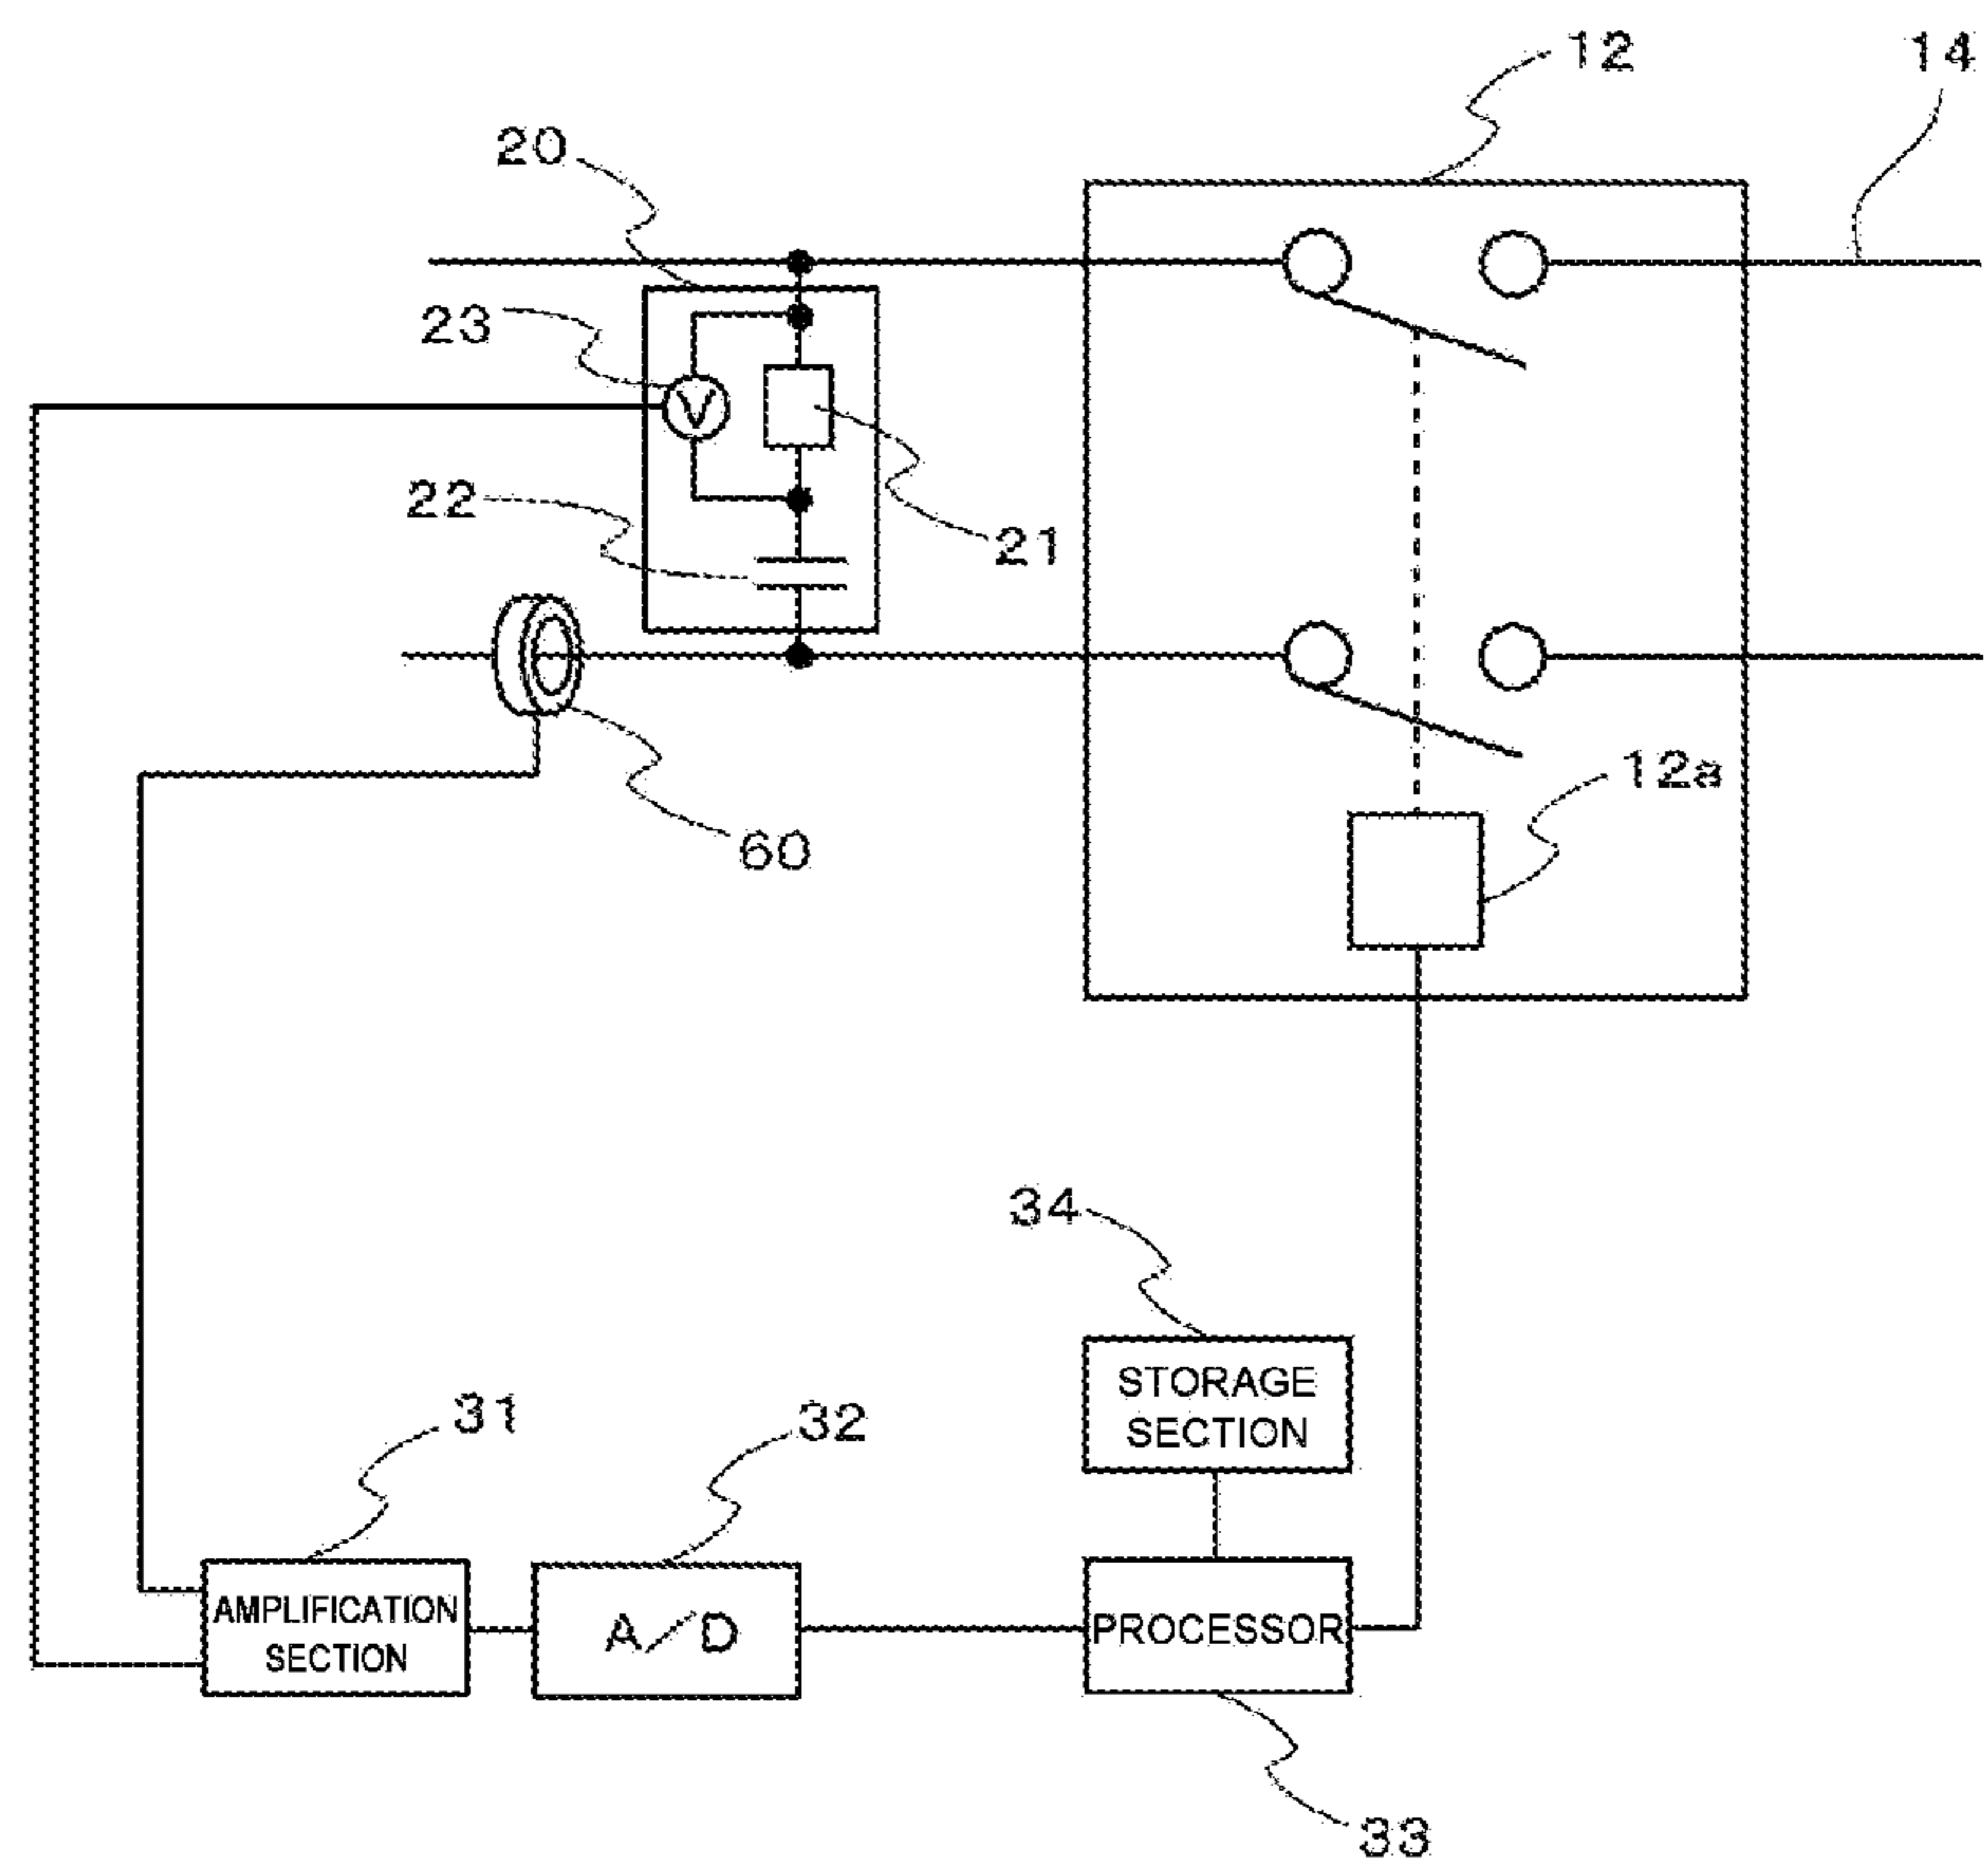 12
14
20
23
V
22
21
12a
60
34
STORAGE
SECTION
31
32
AMPLIFICATION
SECTION
A/D
PROCESSOR
33